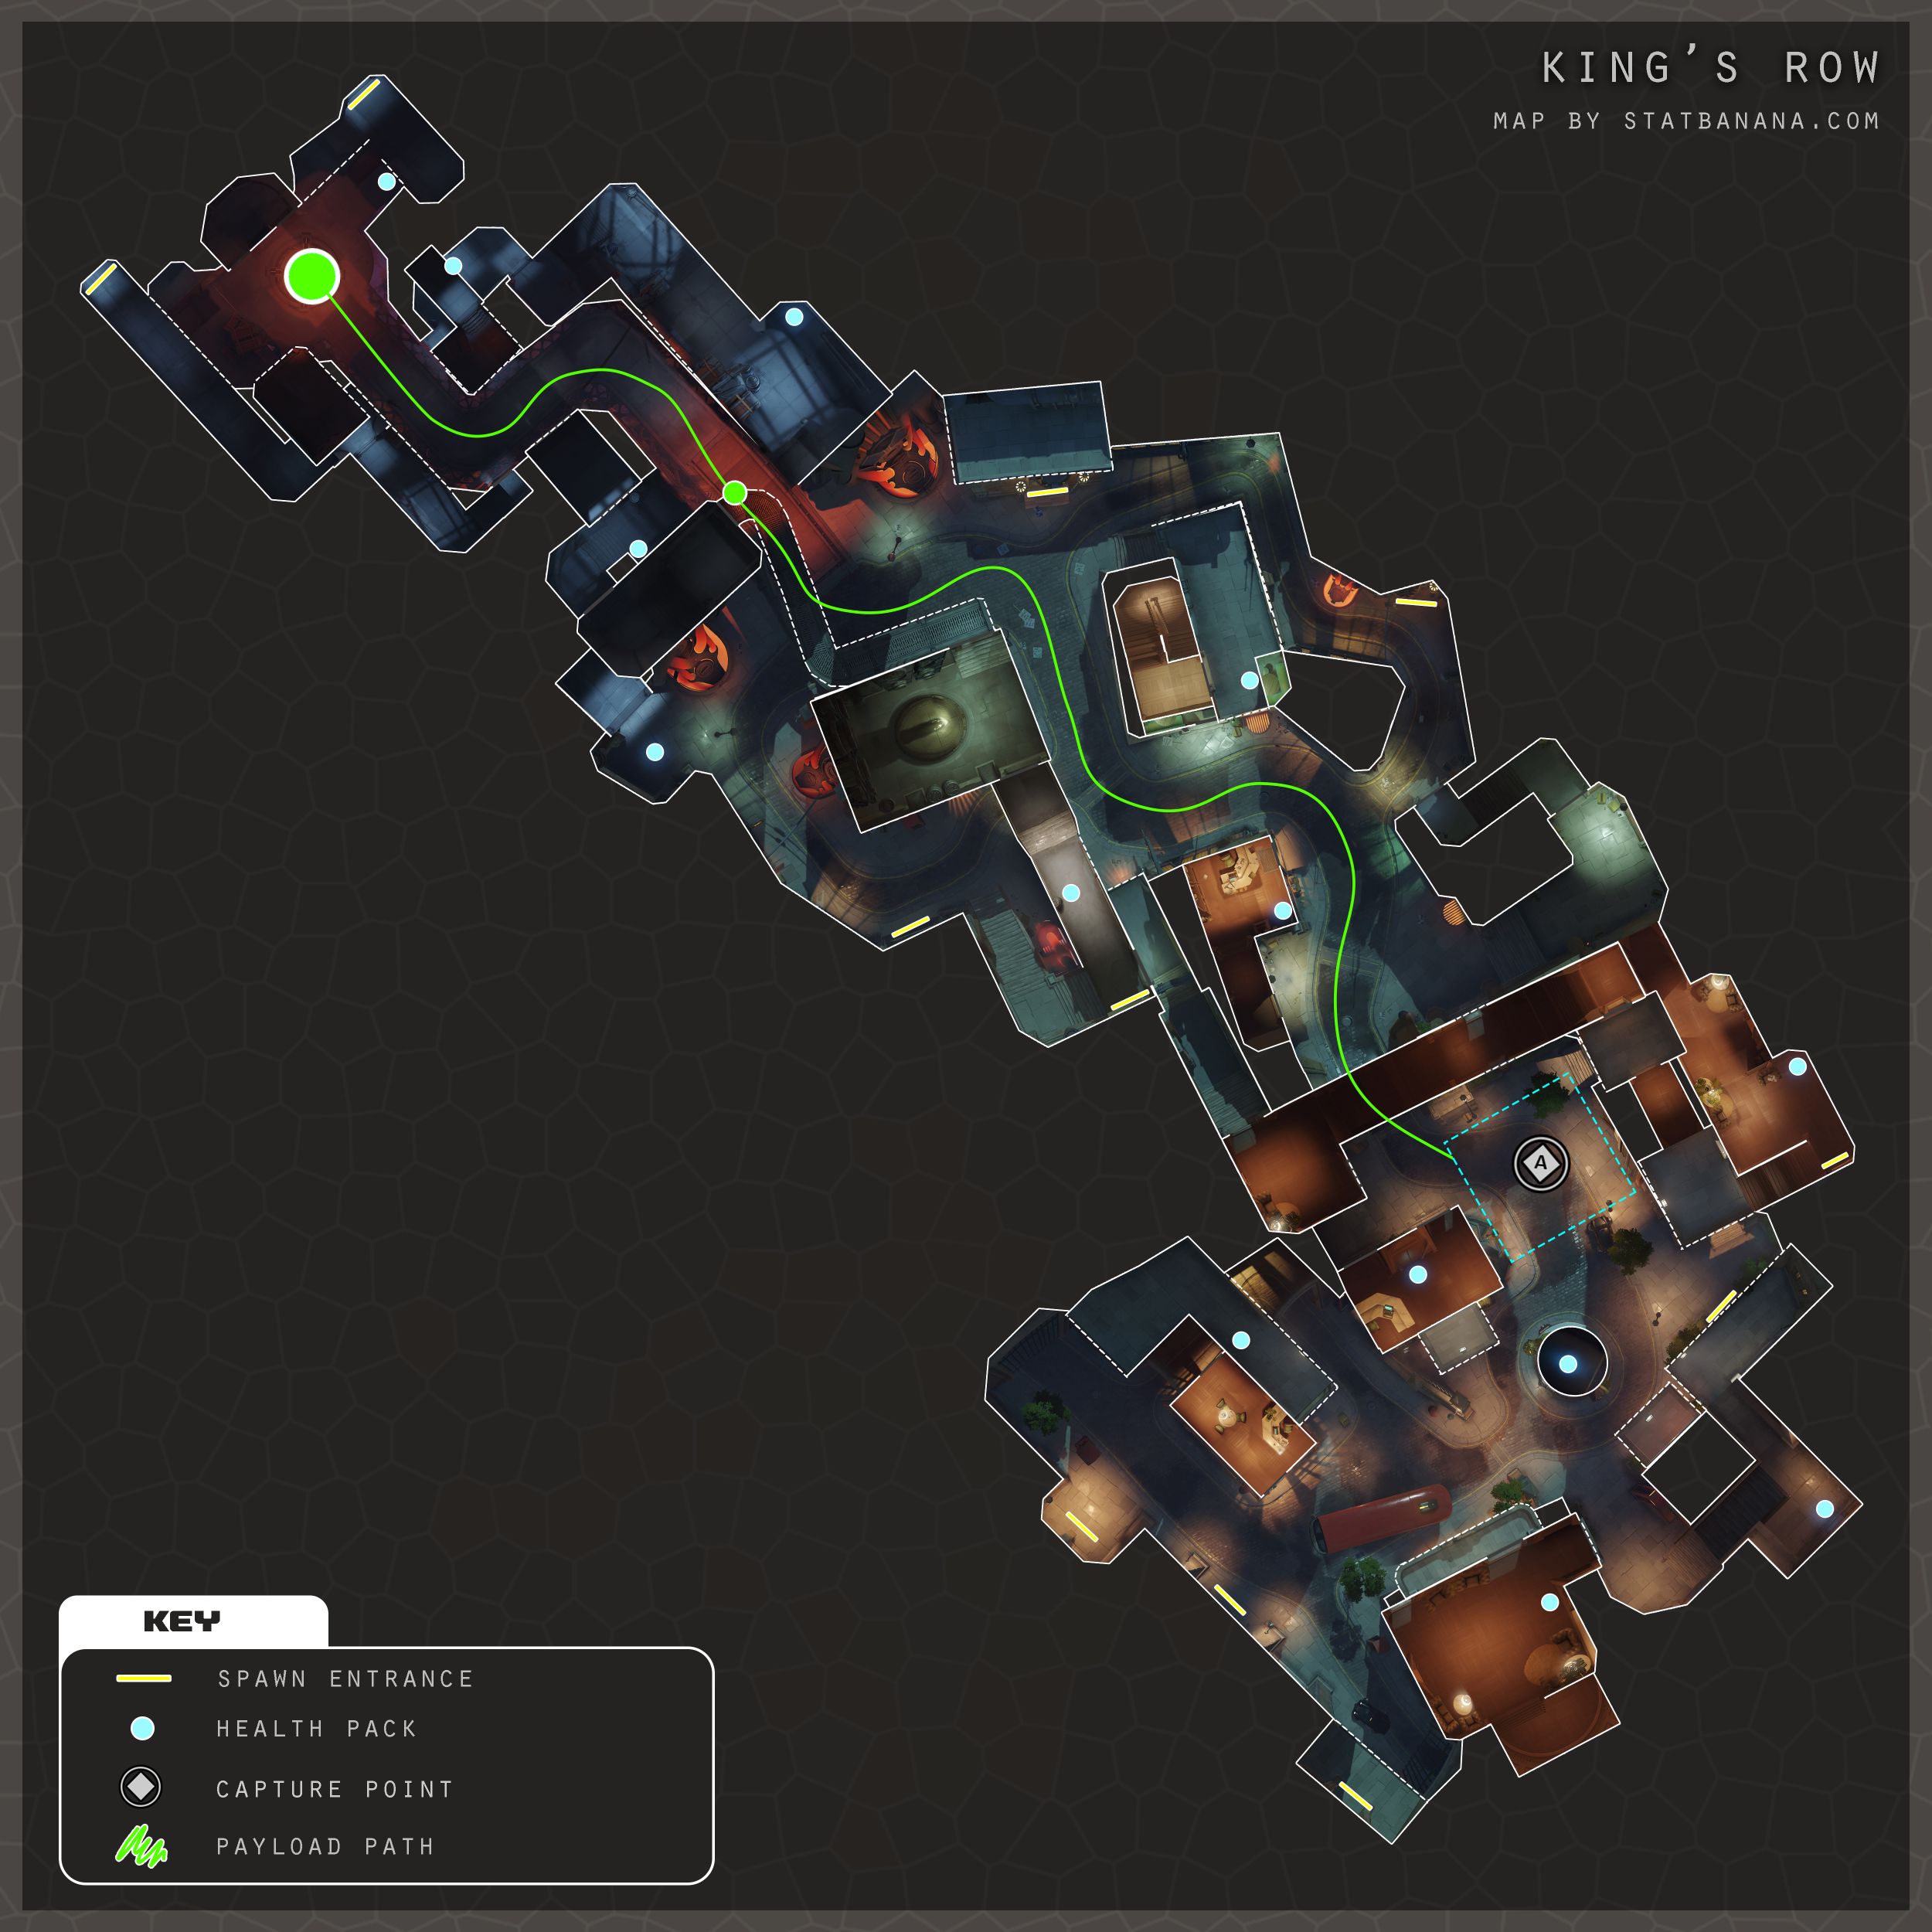 KING'S ROW
MAP BY STATBANANA.COM
A
KEY
SPAWN ENTRANCE
HEALTH PACK
CAPTURE POINT
PAYLOAD PATH